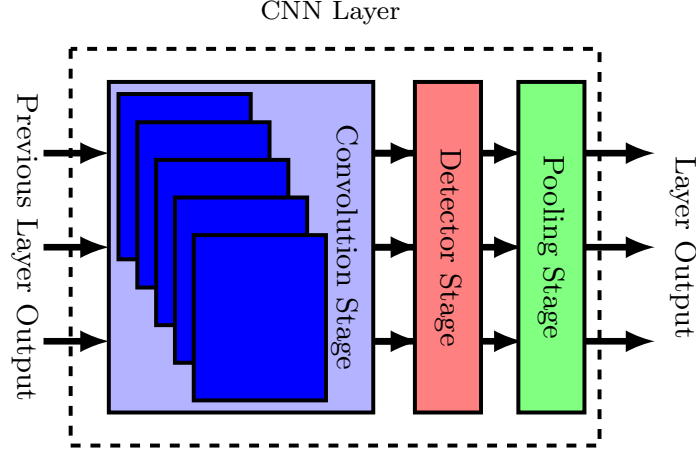 CNN Layer
Previous Layer Output
Convolution Stage
Detector Stage
Pooling Stage
Layer Output